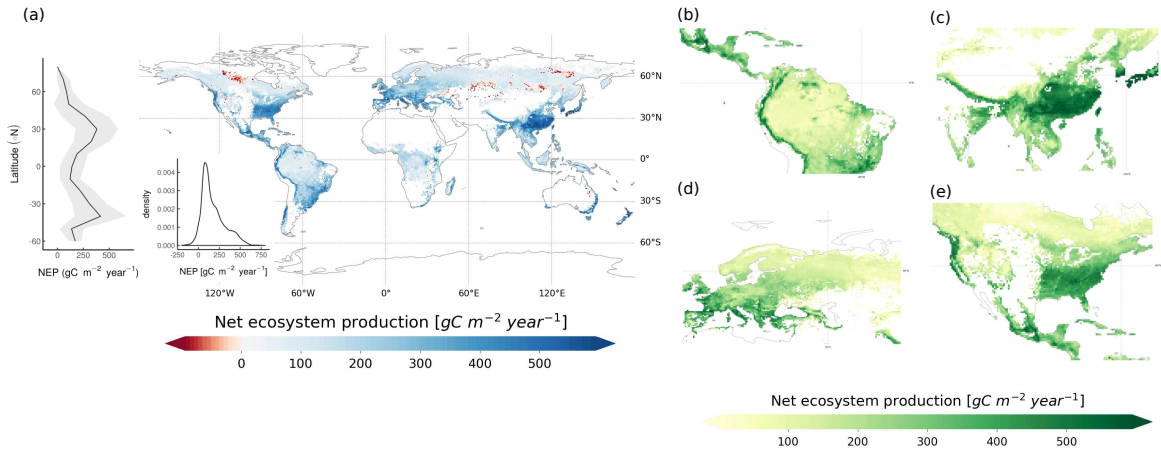 (a)
60
30
0
-30
-60
Latitude (◦N)
0
250
500
NEP (gC m⁻² year⁻¹)
0.004
0.003
0.002
0.001
0.000
density
-250
0
250
500
750
NEP [gC m⁻² year⁻¹]
60°N
30°N
0°
30°S
60°S
120°W
60°W
0°
60°E
120°E
Net ecosystem production [gC m⁻² year⁻¹]
0
100
200
300
400
500
(b)
(c)
(d)
(e)
Net ecosystem production [gC m⁻² year⁻¹]
100
200
300
400
500